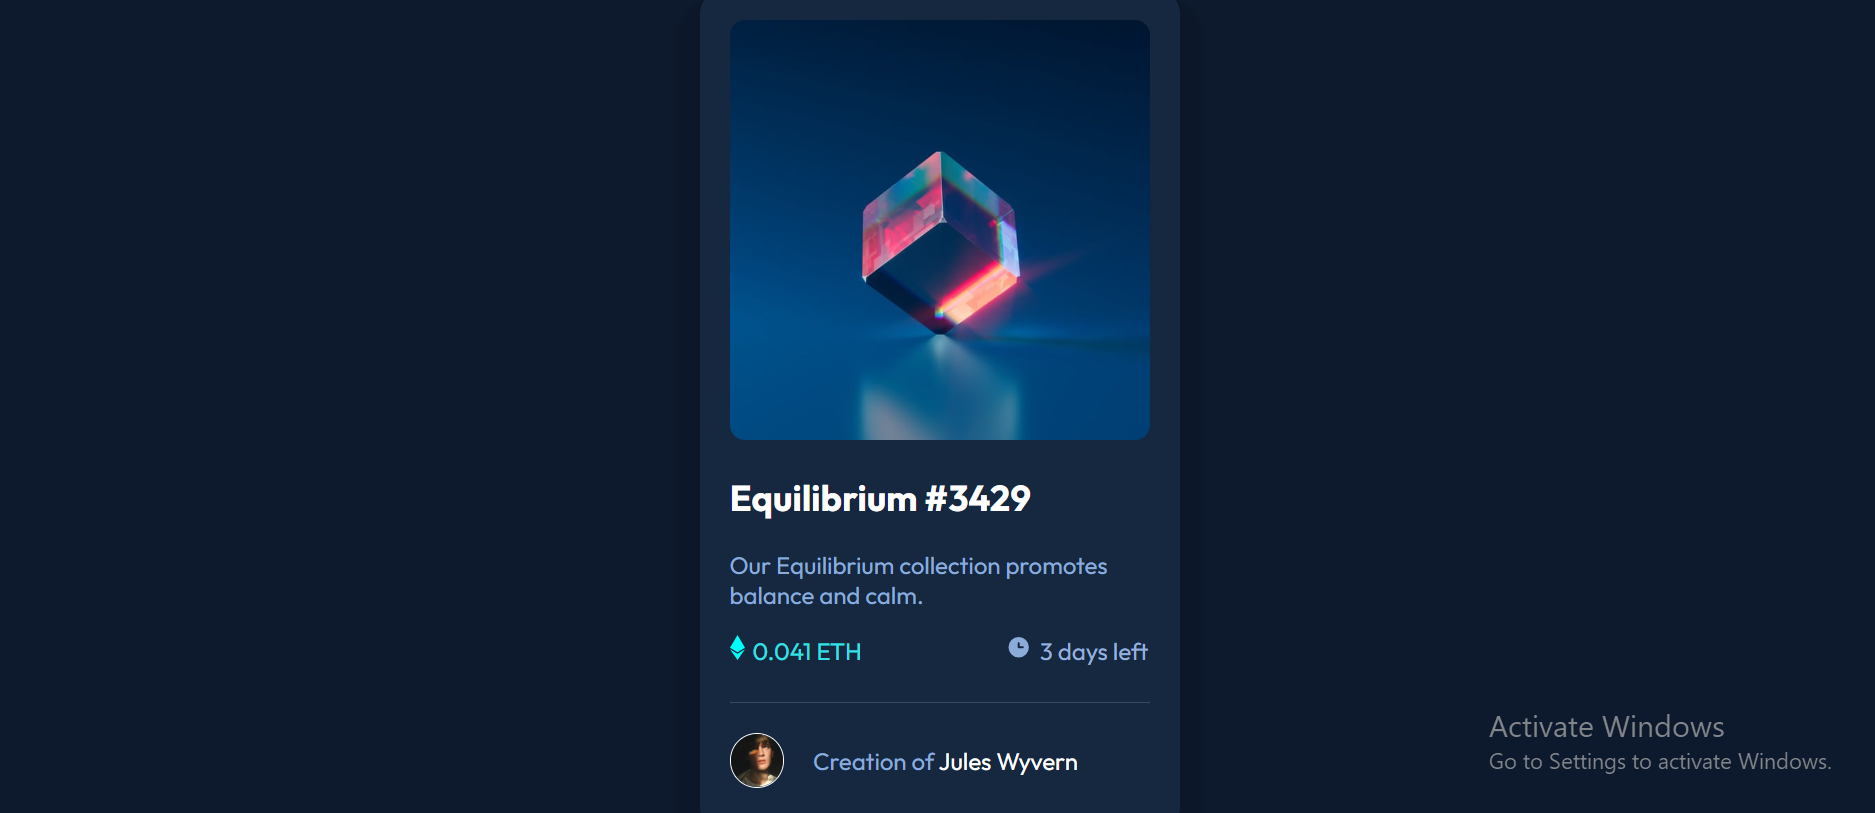 Equilibrium #3429
Our Equilibrium collection promotes
balance and calm.
0.041 ETH
3 days left
Creation of Jules Wyvern
Activate Windows
Go to Settings to activate Windows.